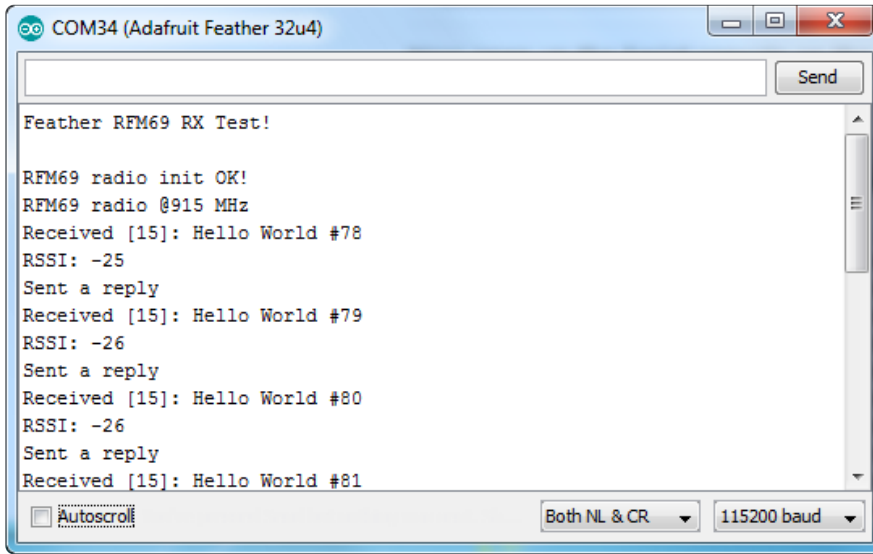 COM34 (Adafruit Feather 32u4)
Send
Feather RFM69 RX Test!
RFM69 radio init OK!
RFM69 radio @915 MHz
Received [15]: Hello World #78
RSSI: -25
Sent a reply
Received [15]: Hello World #79
RSSI: -26
Sent a reply
Received [15]: Hello World #80
RSSI: -26
Sent a reply
Received [15]: Hello World #81
Autoscroll
Both NL & CR
115200 baud